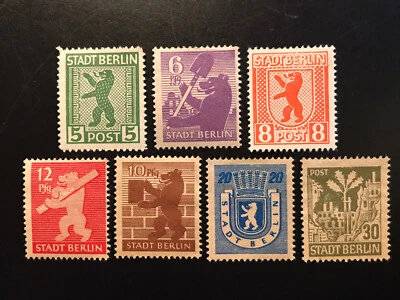 STADT BERLIN
5 POST 5
6
Pfg
STADT BERLIN
STADT BERLIN
8 POST 8
12
Pfg
STADT BERLIN
10 Pfg
STADT BERLIN
20 20
STADT BERLIN
POST
30
STADT BERLIN